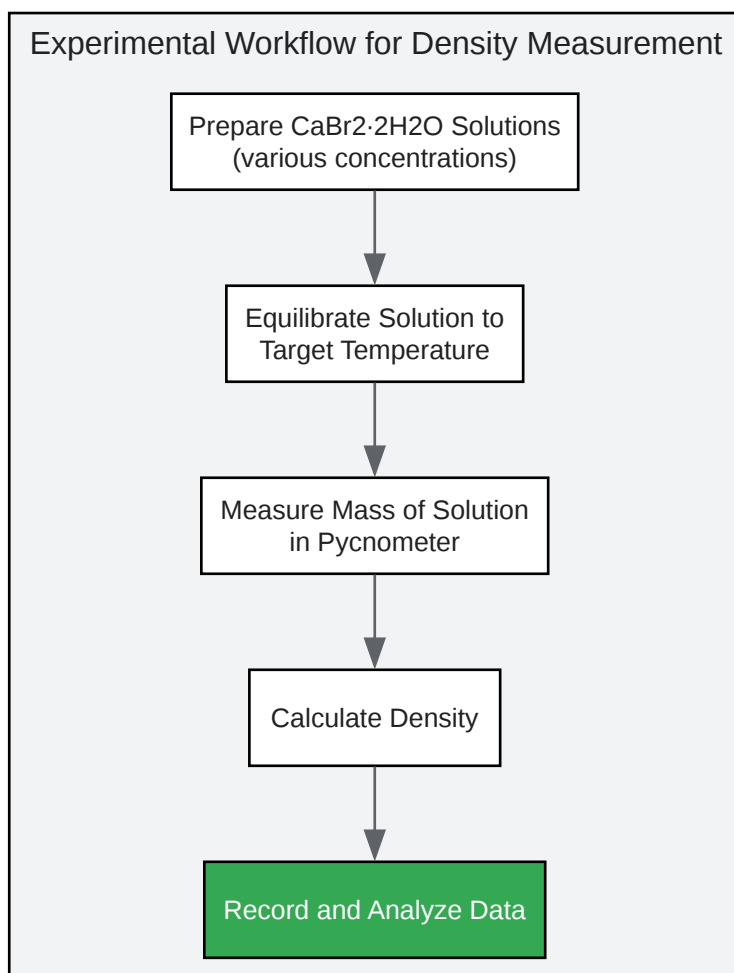 Experimental Workflow for Density Measurement
Prepare CaBr2·2H2O Solutions
(various concentrations)
Equilibrate Solution to
Target Temperature
Measure Mass of Solution
in Pycnometer
Calculate Density
Record and Analyze Data